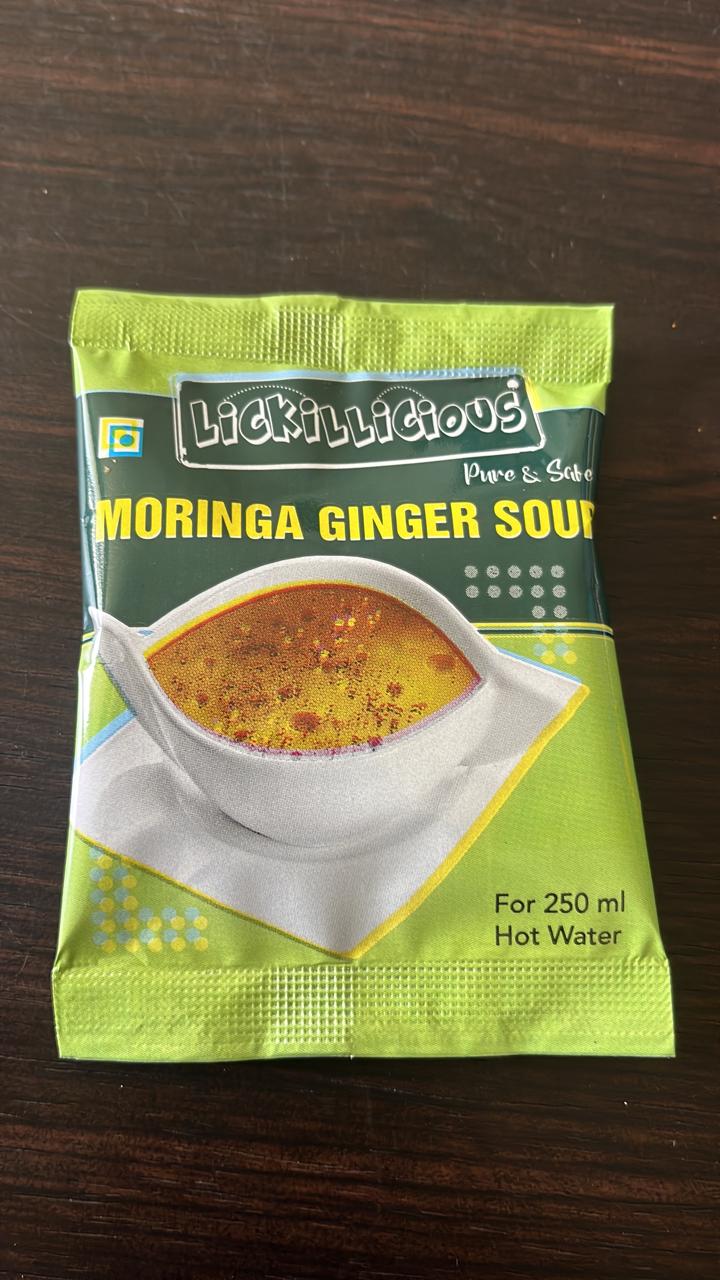 LiCKiLLiCiOUS
Pure & Safe
MORINGA GINGER SOUP
For 250 ml
Hot Water